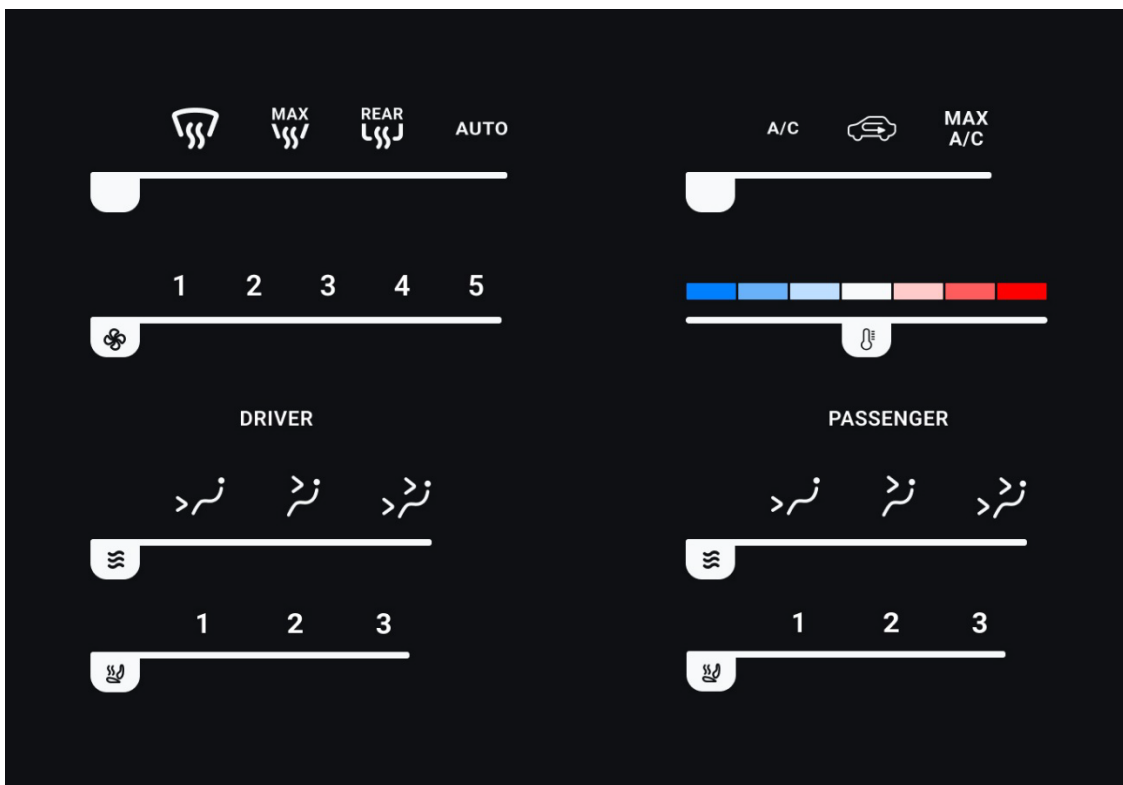 MAX
REAR
AUTO
A/C
MAX
A/C
1 2 3 4 5
DRIVER
PASSENGER
1 2 3
1 2 3